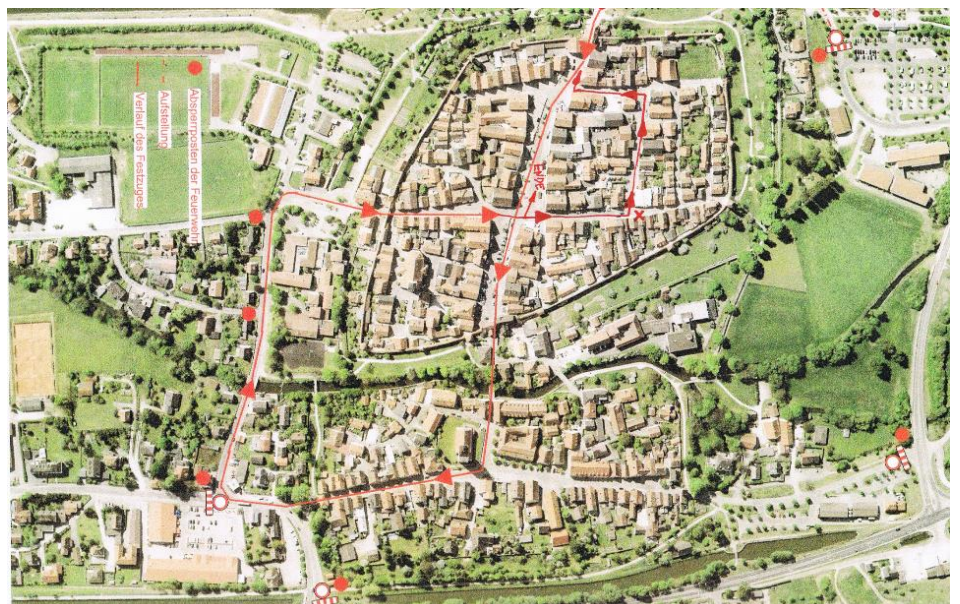 Absperrposten der Feuerwehr
Aufstellung
Verlauf des Festzuges
Ende